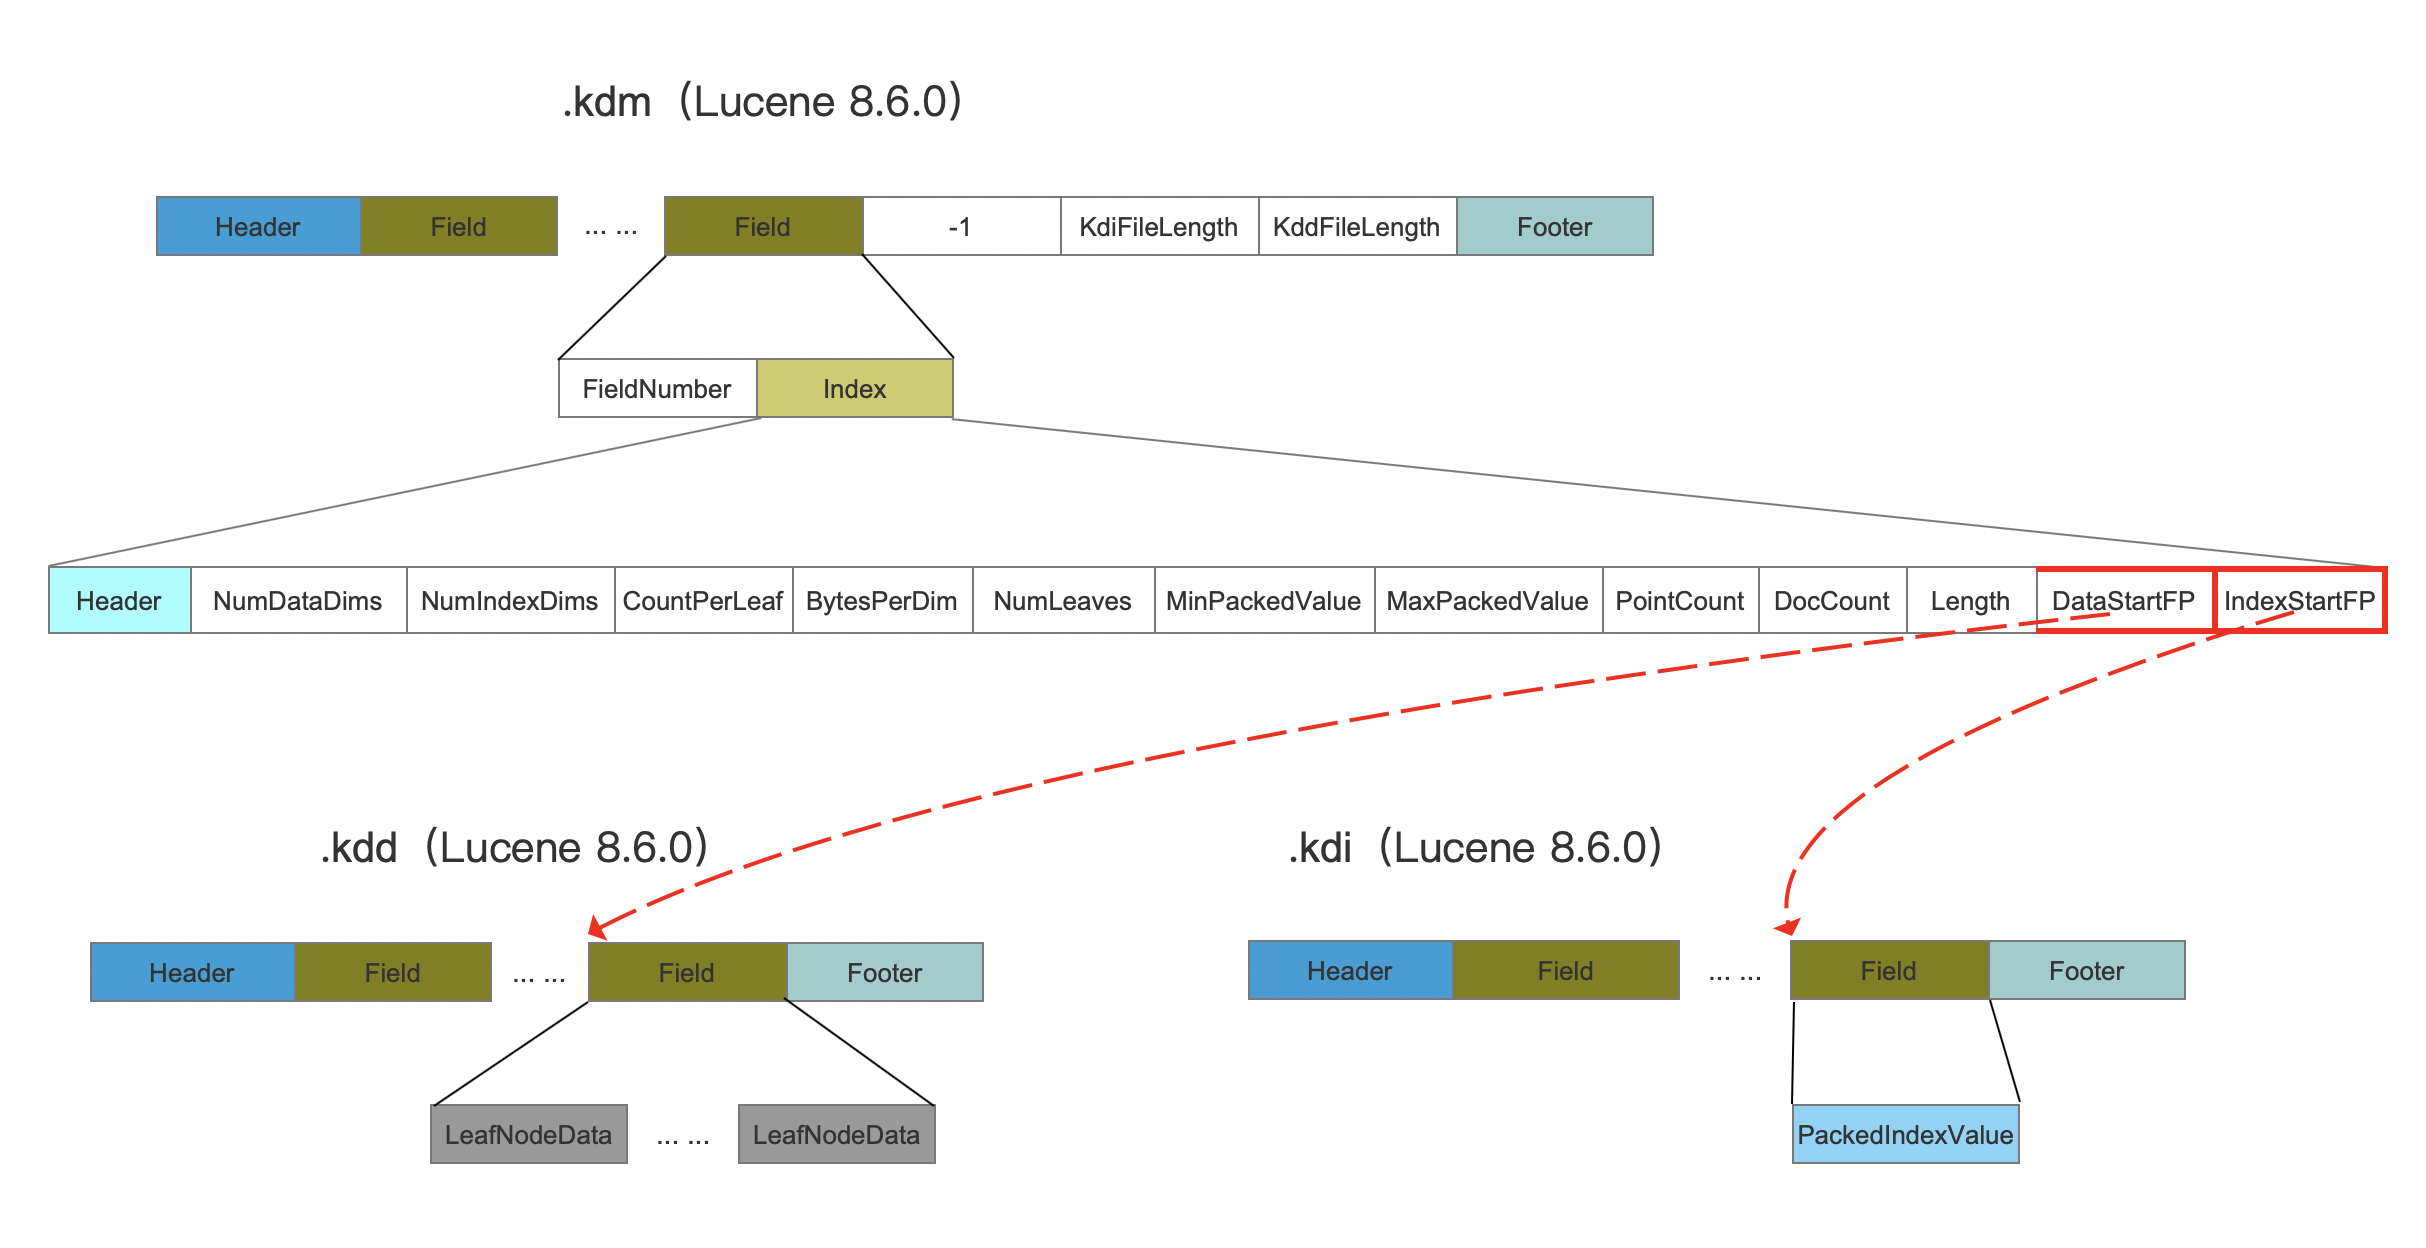 .kdm（Lucene 8.6.0）
Header Field ... ... Field -1 KdiFileLength KddFileLength Footer
FieldNumber Index
Header NumDataDims NumIndexDims CountPerLeaf BytesPerDim NumLeaves MinPackedValue MaxPackedValue PointCount DocCount Length DataStartFP IndexStartFP
.kdd（Lucene 8.6.0）
Header Field ... ... Field Footer
LeafNodeData ... ... LeafNodeData
.kdi（Lucene 8.6.0）
Header Field ... ... Field Footer
PackedIndexValue